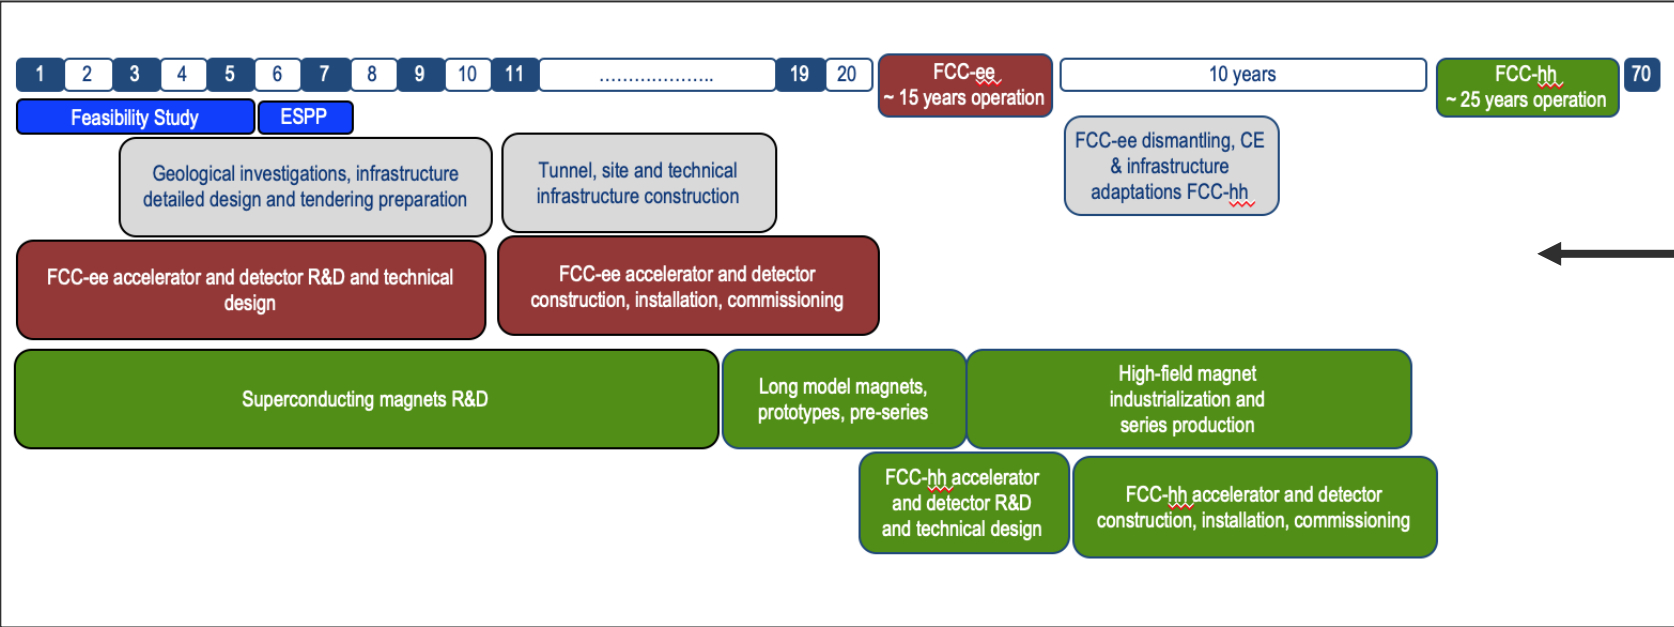 1 2 3 4 5 6 7 8 9 10 11 ................... 19 20
FCC-ee
~ 15 years operation
10 years
FCC-hh
~ 25 years operation
70
Feasibility Study
ESPP
Geological investigations, infrastructure
detailed design and tendering preparation
Tunnel, site and technical
infrastructure construction
FCC-ee dismantling, CE
& infrastructure
adaptations FCC-hh
FCC-ee accelerator and detector R&D and technical
design
FCC-ee accelerator and detector
construction, installation, commissioning
Superconducting magnets R&D
Long model magnets,
prototypes, pre-series
High-field magnet
industrialization and
series production
FCC-hh accelerator
and detector R&D
and technical design
FCC-hh accelerator and detector
construction, installation, commissioning